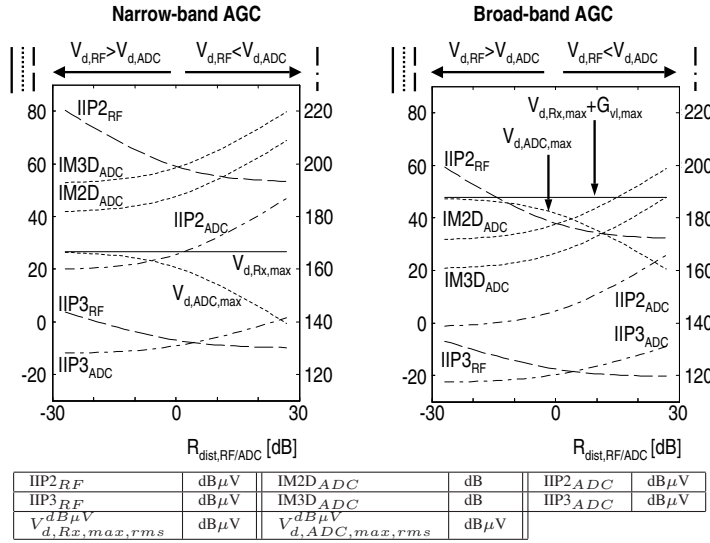 Narrow-band AGC
Broad-band AGC
V_d,RF>V_d,ADC V_d,RF<V_d,ADC
V_d,RF>V_d,ADC V_d,RF<V_d,ADC
80
60
40
20
0
-20
IIP2_RF
IM3D_ADC
IM2D_ADC
IIP2_ADC
V_d,Rx,max
V_d,ADC,max
IIP3_RF
IIP3_ADC
220
200
180
160
140
120
-30 0 30
R_dist,RF/ADC [dB]
80
60
40
20
0
-20
V_d,Rx,max+G_vl,max
V_d,ADC,max
IIP2_RF
IM2D_ADC
IM3D_ADC
IIP2_ADC
IIP3_ADC
IIP3_RF
220
200
180
160
140
120
-30 0 30
R_dist,RF/ADC [dB]
IIP2_RF dBμV IM2D_ADC dB IIP2_ADC dBμV
IIP3_RF dBμV IM3D_ADC dB IIP3_ADC dBμV
V^dBμV_d,Rx,max,rms dBμV V^dBμV_d,ADC,max,rms dBμV